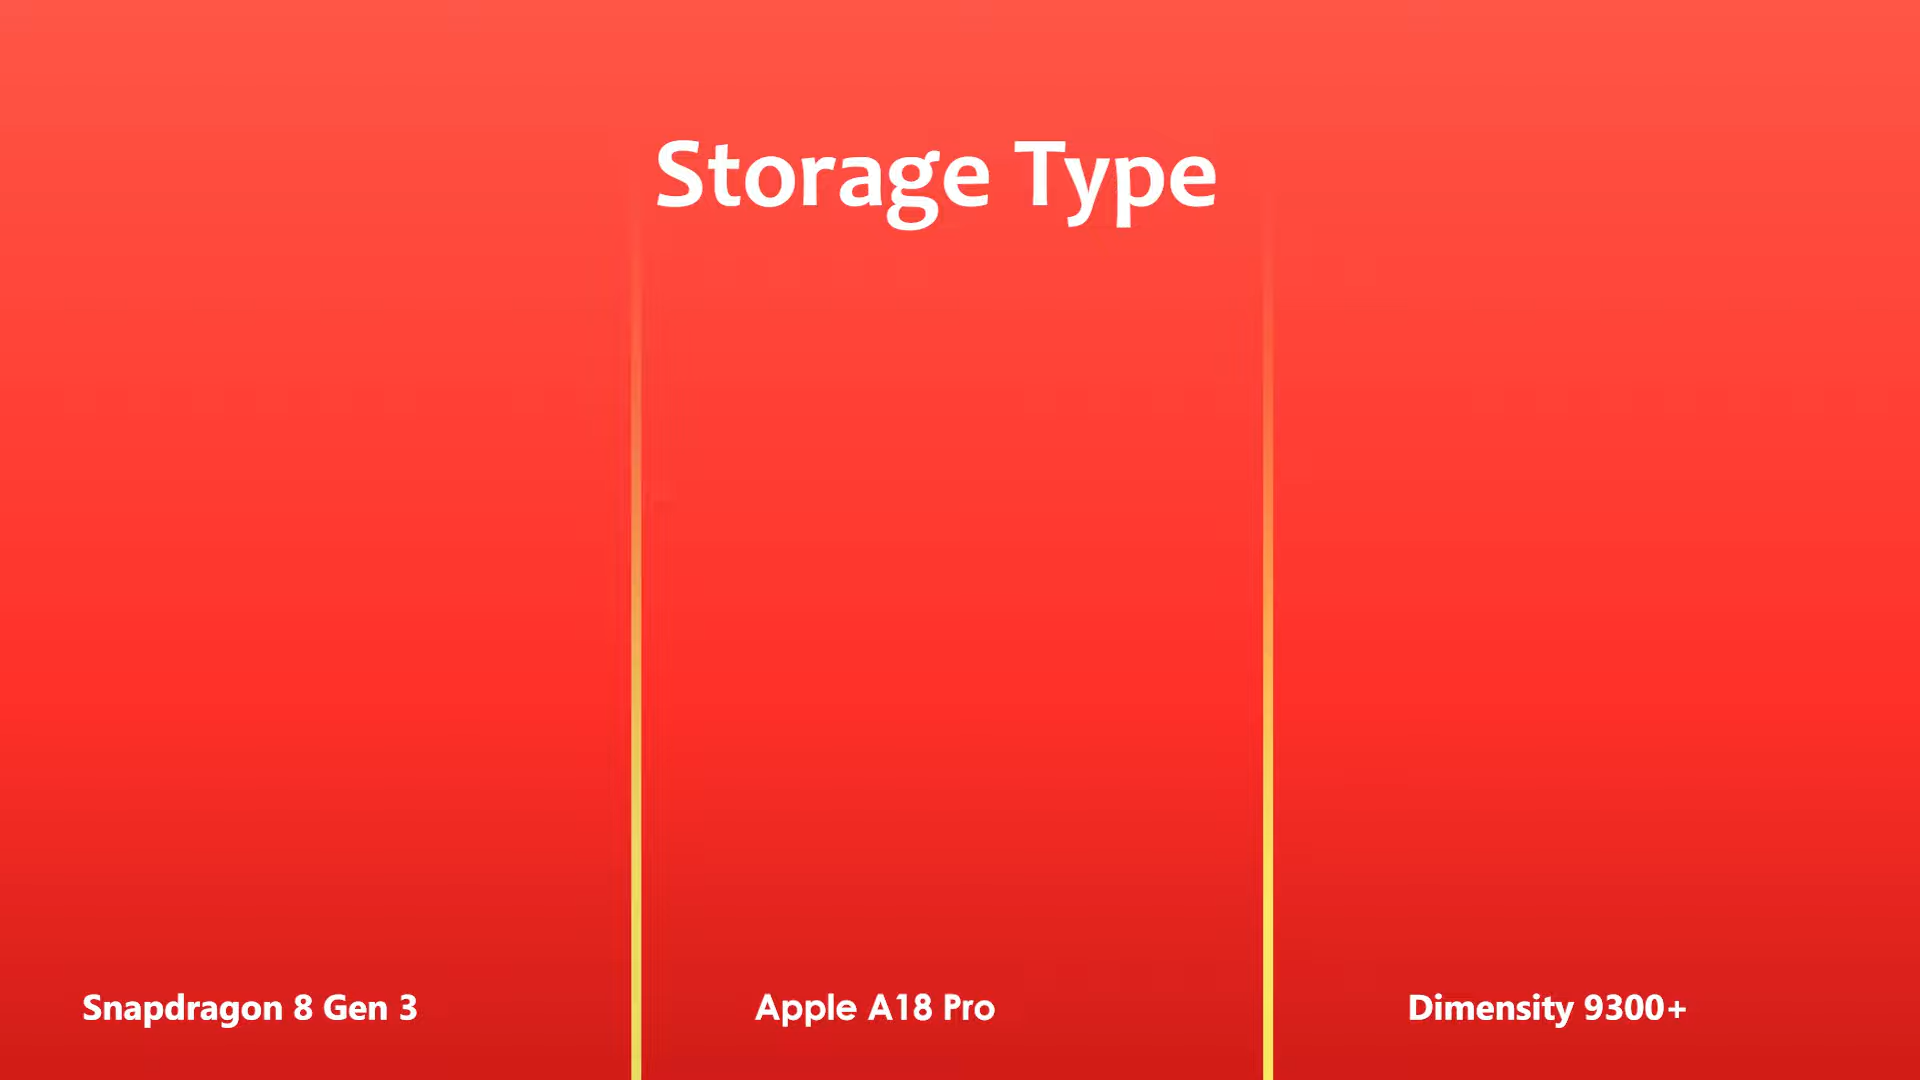 Storage Type
Snapdragon 8 Gen 3
Apple A18 Pro
Dimensity 9300+